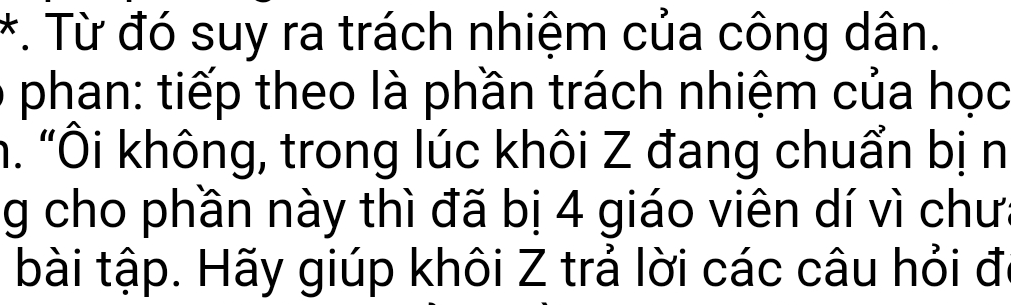 *. Từ đó suy ra trách nhiệm của công dân.
phan: tiếp theo là phần trách nhiệm của học
“Ôi không, trong lúc khôi Z đang chuẩn bị n
g cho phần này thì đã bị 4 giáo viên dí vì chư
bài tập. Hãy giúp khôi Z trả lời các câu hỏi